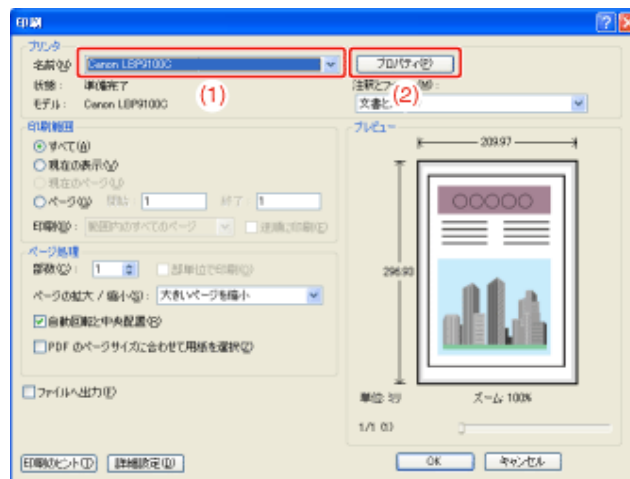 印刷
プリンタ
名前(N): Canon LBP9100C プロパティ(P)
状態: 準備完了
(1)
(2)
モデル: Canon LBP9100C
文書と
印刷範囲
プレビュー
すべて(A)
209.97
現在の表示(V)
現在のページ(U)
ページ(G) 開始: 1 終了 1
印刷(R): 範囲内のすべてのページ 逆順に印刷(E)
ページ処理
部数(C): 1 部単位で印刷(O)
296.93
ページの拡大 / 縮小(S): 大きいページを縮小
自動回転と中央配置(B)
PDF のページサイズに合わせて用紙を選択(Z)
ファイルへ出力(F)
単位: ミリ ズーム: 100%
1/1 (1)
印刷のヒント(T) 詳細設定(D) OK キャンセル